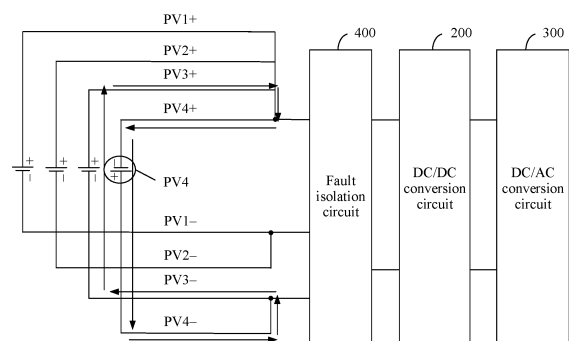 PV1+
PV2+
PV3+
PV4+
400
200
300
+ + + −
− − − +
PV4
Fault
isolation
circuit
DC/DC
conversion
circuit
DC/AC
conversion
circuit
PV1−
PV2−
PV3−
PV4−